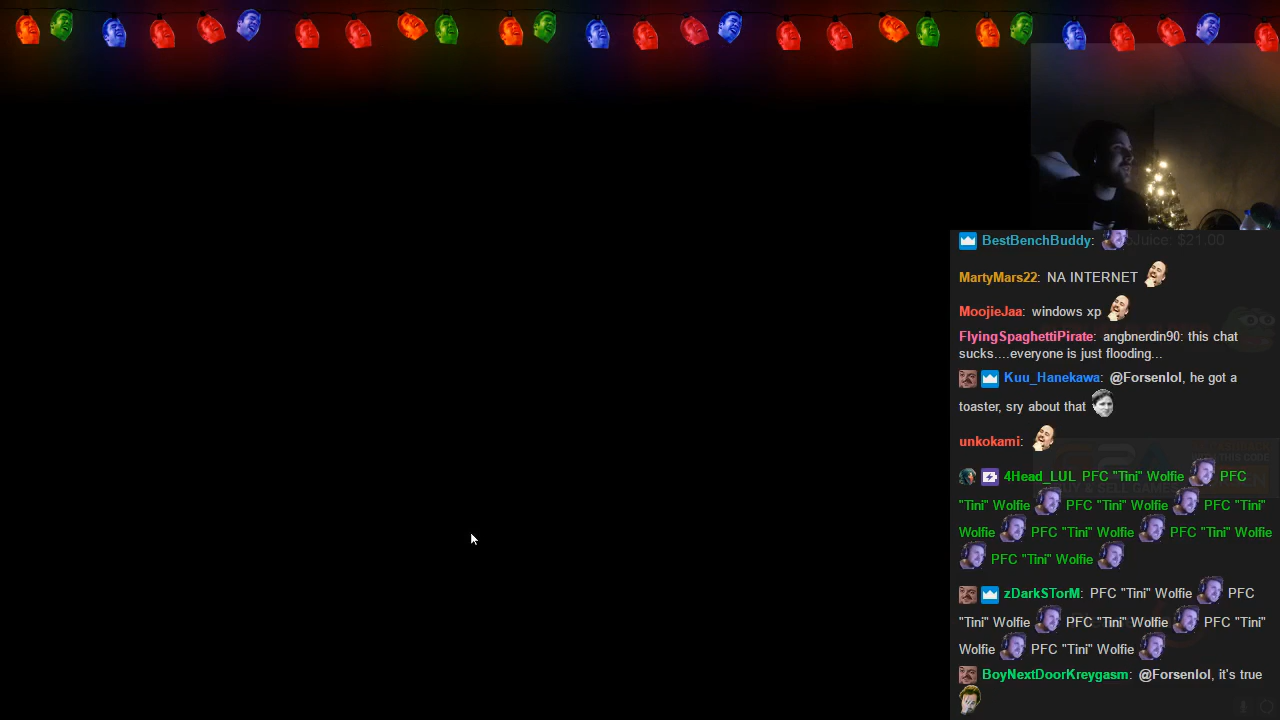 BestBenchBuddy: Juice: $21.00
MartyMars22: NA INTERNET
MoojieJaa: windows xp
FlyingSpaghettiPirate: angbnerdin90: this chat
sucks....everyone is just flooding...
Kuu_Hanekawa: @Forsenlol, he got a
toaster, sry about that
unkokami:
4Head_LUL PFC "Tini" Wolfie PFC
"Tini" Wolfie PFC "Tini" Wolfie PFC "Tini"
Wolfie PFC "Tini" Wolfie PFC "Tini" Wolfie
PFC "Tini" Wolfie
zDarkSTorM: PFC "Tini" Wolfie PFC
"Tini" Wolfie PFC "Tini" Wolfie PFC "Tini"
Wolfie PFC "Tini" Wolfie
BoyNextDoorKreygasm: @Forsenlol, it's true